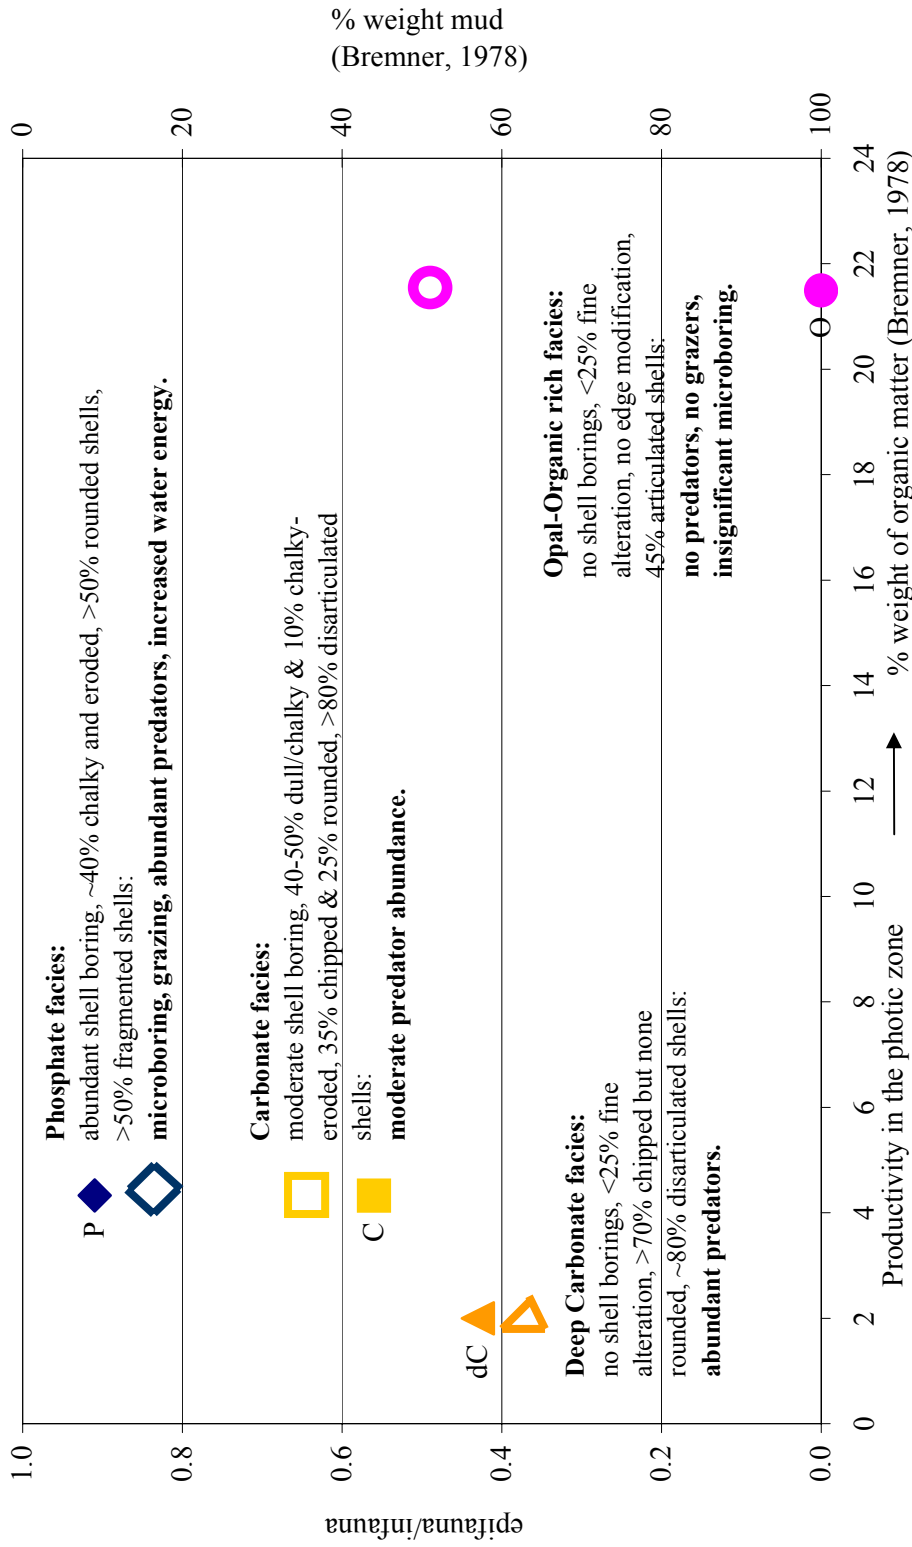 Phosphate facies:
abundant shell boring, ~40% chalky and eroded, >50% rounded shells,
>50% fragmented shells:
microboring, grazing, abundant predators, increased water energy.
Carbonate facies:
moderate shell boring, 40-50% dull/chalky & 10% chalky-
eroded, 35% chipped & 25% rounded, >80% disarticulated
shells:
moderate predator abundance.
Deep Carbonate facies:
no shell borings, <25% fine
alteration, >70% chipped but none
rounded, ~80% disarticulated shells:
abundant predators.
Opal-Organic rich facies:
no shell borings, <25% fine
alteration, no edge modification,
45% articulated shells:
no predators, no grazers,
insignificant microboring.
P
C
dC
O
epifauna/infauna
1.0
0.8
0.6
0.4
0.2
0.0
% weight mud
(Bremner, 1978)
0
20
40
60
80
100
0
2
4
6
8
10
12
14
16
18
20
22
24
Productivity in the photic zone
% weight of organic matter (Bremner, 1978)